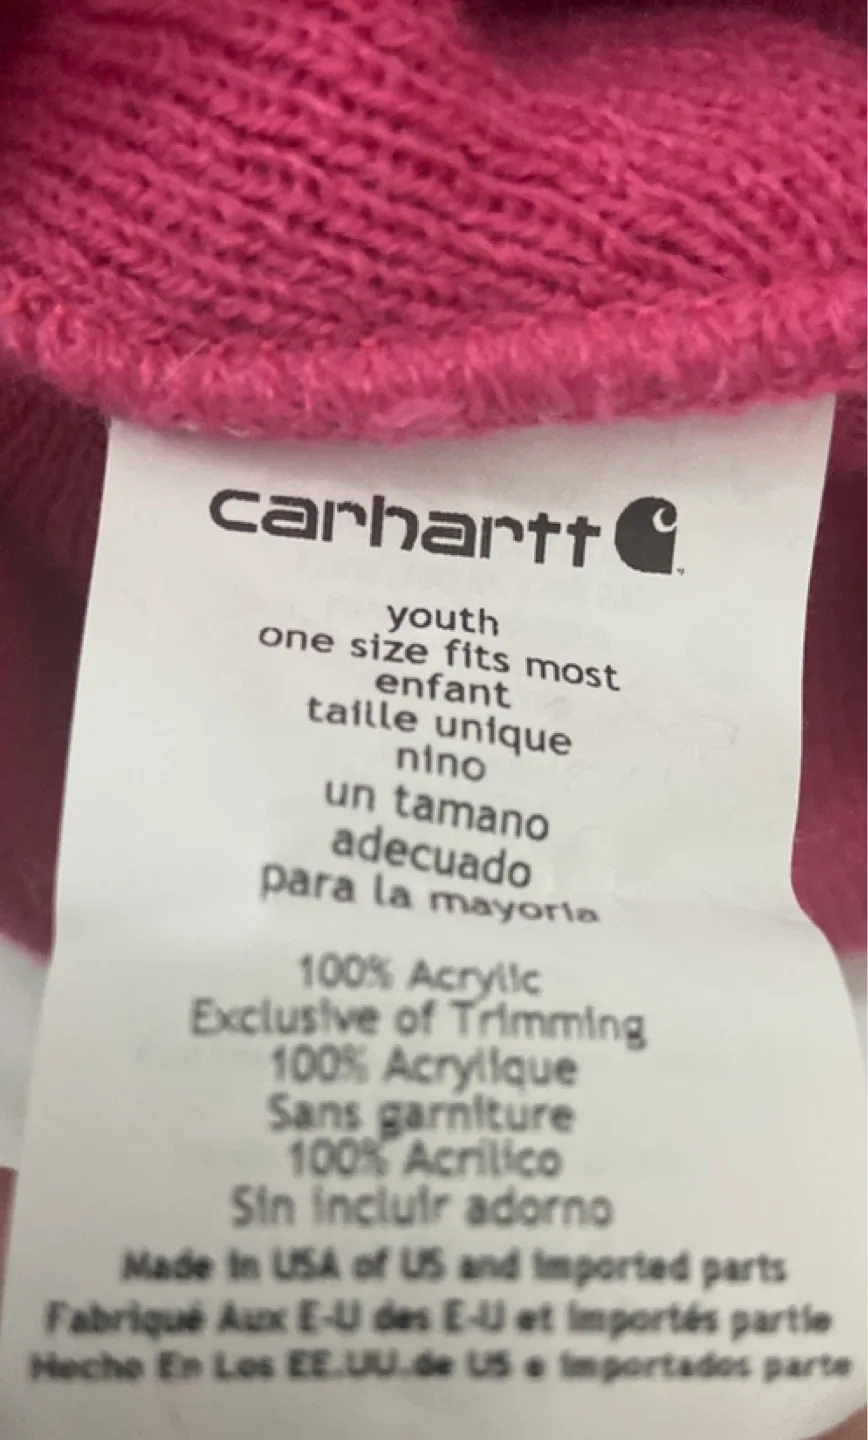 carhartt
youth
one size fits most
enfant
taille unique
nino
un tamano
adecuado
para la mayoria
100% Acrylic
Exclusive of Trimming
100% Acrylique
Sans garniture
100% Acrilico
Sin incluir adorno
Made in USA of US and imported parts
Fabriqué Aux E-U des E-U et Importés partie
Hecho En Los EE.UU.de US e importados parte